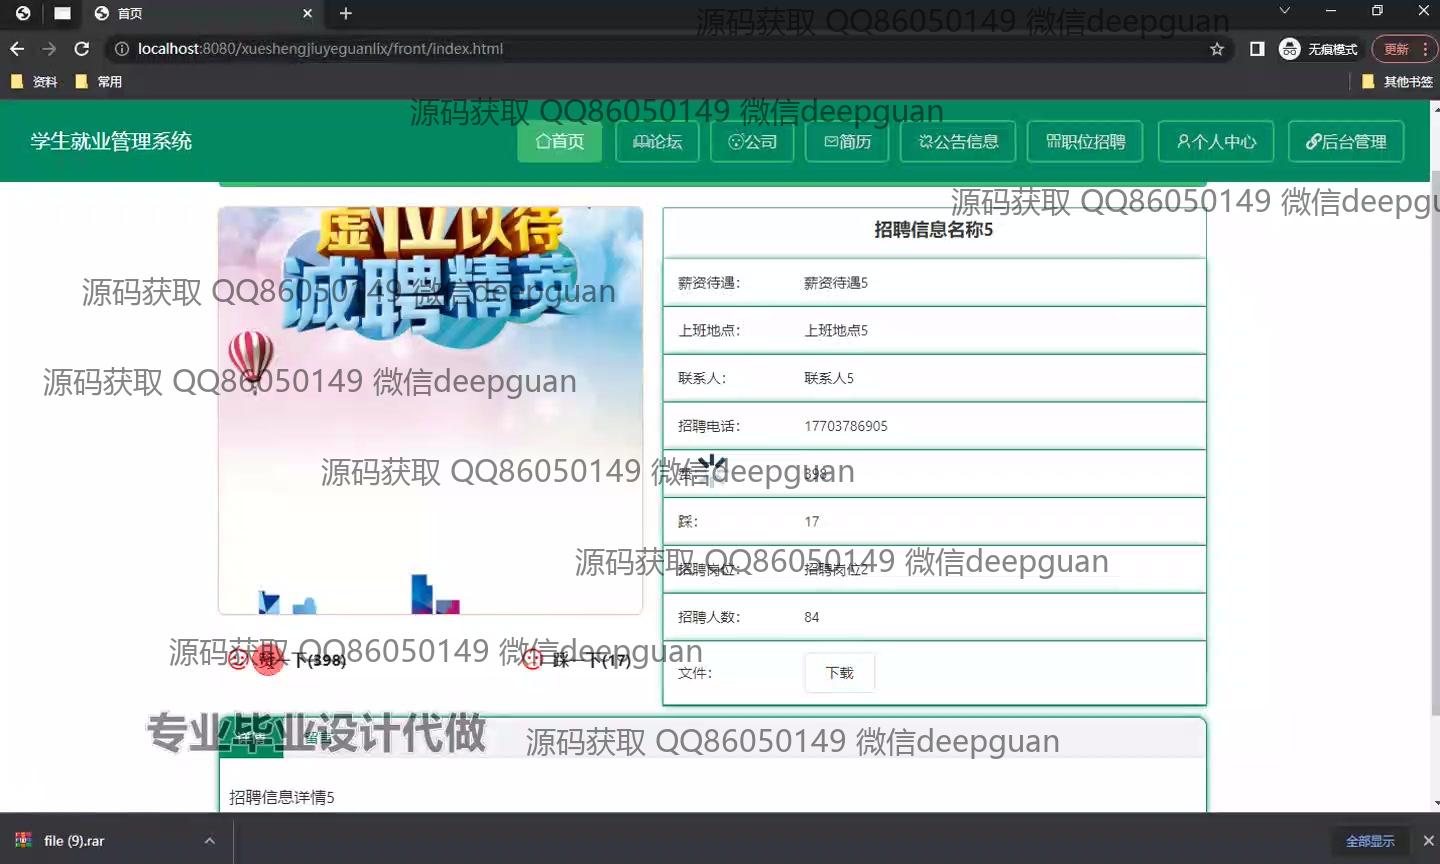 首页
localhost:8080/xueshengjiuyeguanlix/front/index.html
无痕模式
更新
资料
常用
其他书签
源码获取 QQ86050149 微信deepguan
源码获取 QQ86050149 微信deepguan
学生就业管理系统
首页
论坛
公司
简历
公告信息
职位招聘
个人中心
后台管理
源码获取 QQ86050149 微信deepgu
虚位以待
诚聘精英
招聘信息名称5
薪资待遇： 薪资待遇5
源码获取 QQ86050149 微信deepguan
上班地点： 上班地点5
联系人： 联系人5
源码获取 QQ86050149 微信deepguan
招聘电话： 17703786905
398
源码获取 QQ86050149 微信deepguan
踩： 17
招聘岗位： 招聘岗位2
源码获取 QQ86050149 微信deepguan
招聘人数： 84
赞一下(398)
踩一下(17)
源码获取 QQ86050149 微信deepguan
文件： 下载
专业毕业设计代做
留言
源码获取 QQ86050149 微信deepguan
招聘信息详情5
file (9).rar
全部显示